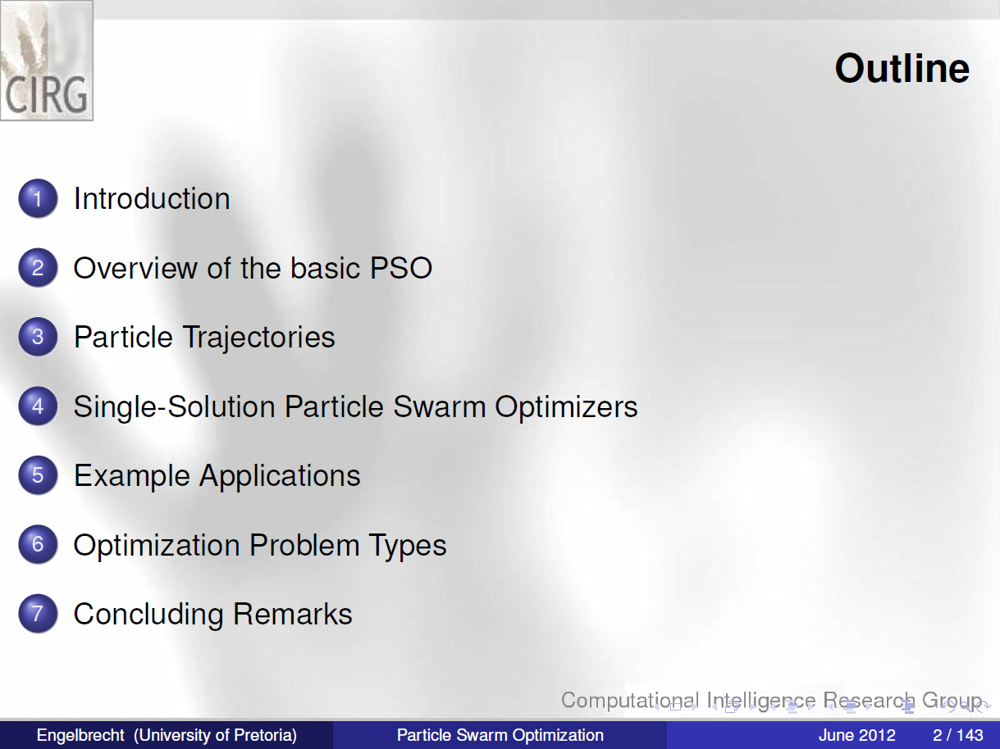 CIRG
Outline
1 Introduction
2 Overview of the basic PSO
3 Particle Trajectories
4 Single-Solution Particle Swarm Optimizers
5 Example Applications
6 Optimization Problem Types
7 Concluding Remarks
Computational Intelligence Research Group
Engelbrecht (University of Pretoria) Particle Swarm Optimization June 2012 2 / 143